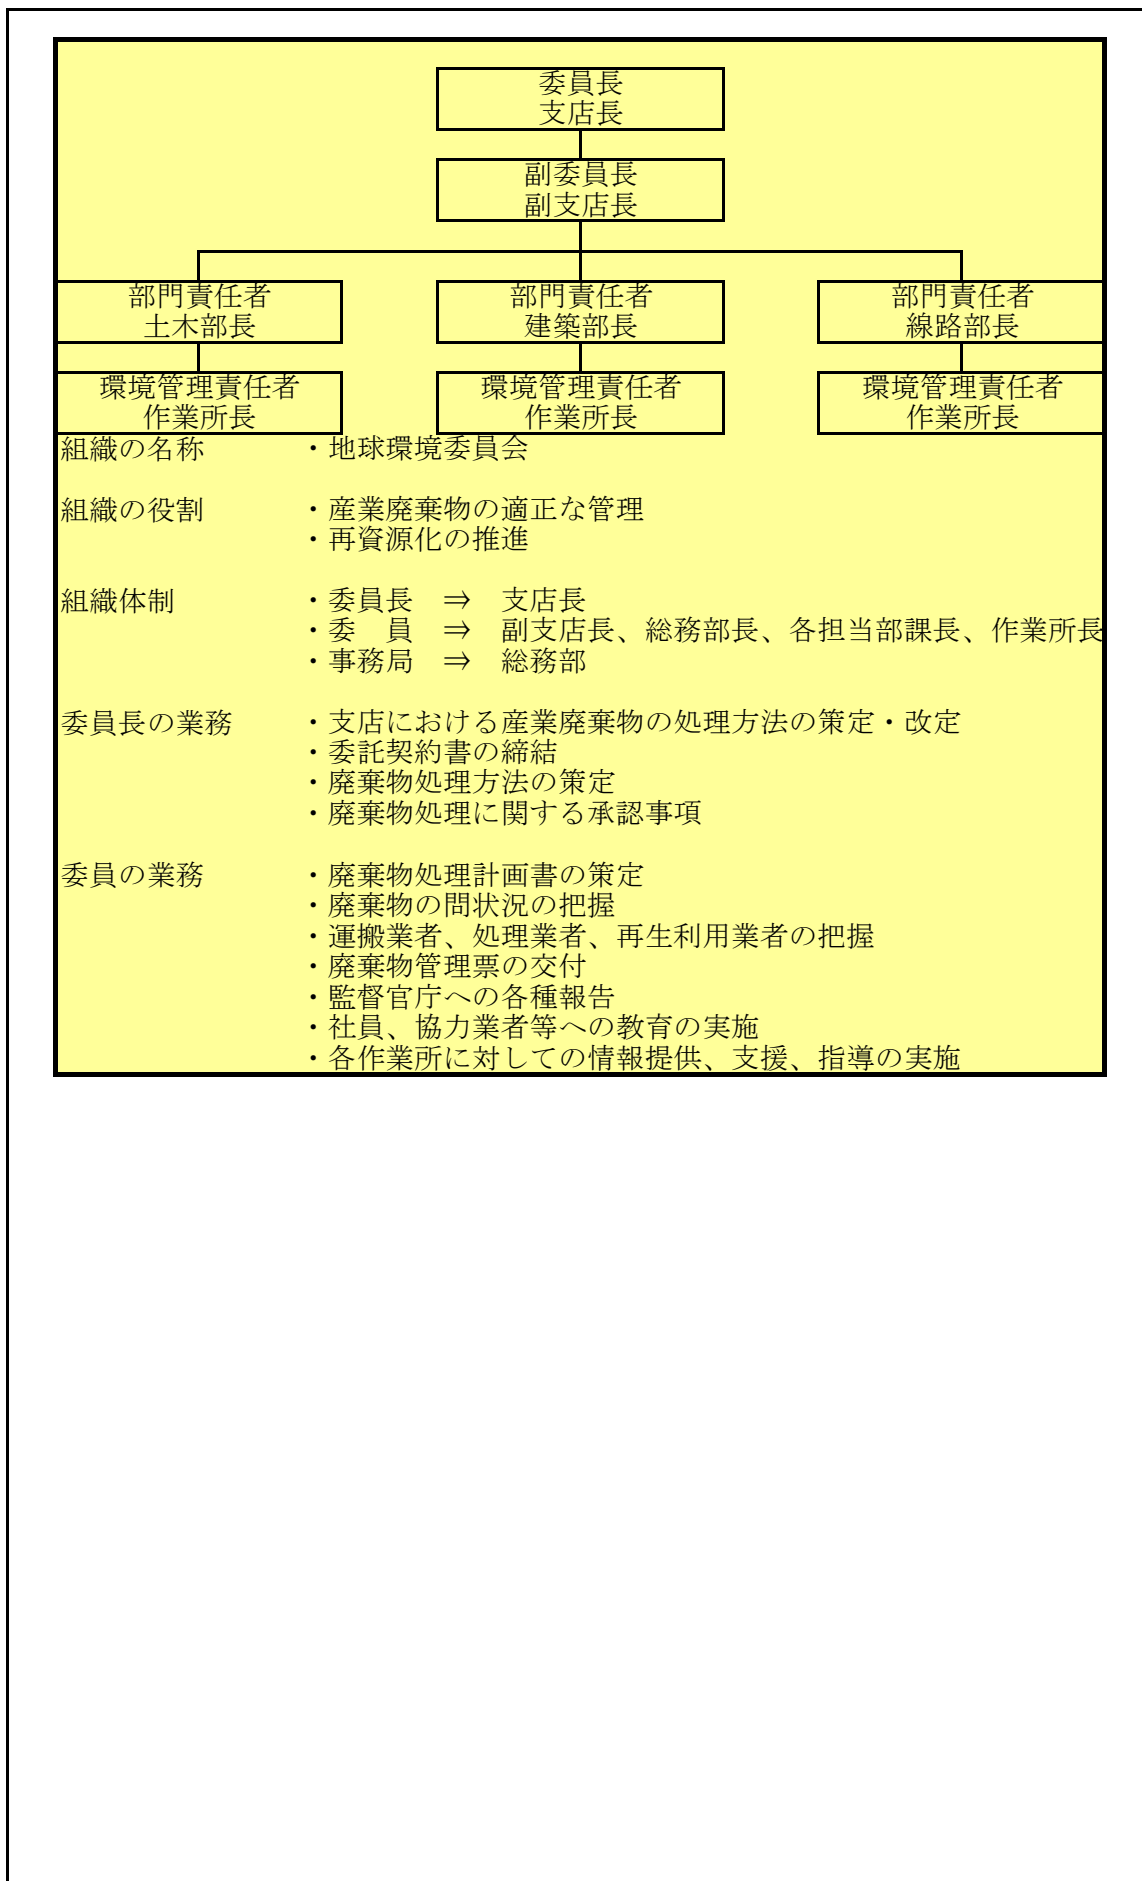 委員長
支店長
副委員長
副支店長
部門責任者 部門責任者 部門責任者
土木部長 建築部長 線路部長
環境管理責任者 環境管理責任者 環境管理責任者
作業所長 作業所長 作業所長
組織の名称 ・地球環境委員会
組織の役割 ・産業廃棄物の適正な管理
・再資源化の推進
組織体制 ・委員長 ⇒ 支店長
・委 員 ⇒ 副支店長、総務部長、各担当部課長、作業所長
・事務局 ⇒ 総務部
委員長の業務 ・支店における産業廃棄物の処理方法の策定・改定
・委託契約書の締結
・廃棄物処理方法の策定
・廃棄物処理に関する承認事項
委員の業務 ・廃棄物処理計画書の策定
・廃棄物の問状況の把握
・運搬業者、処理業者、再生利用業者の把握
・廃棄物管理票の交付
・監督官庁への各種報告
・社員、協力業者等への教育の実施
・各作業所に対しての情報提供、支援、指導の実施